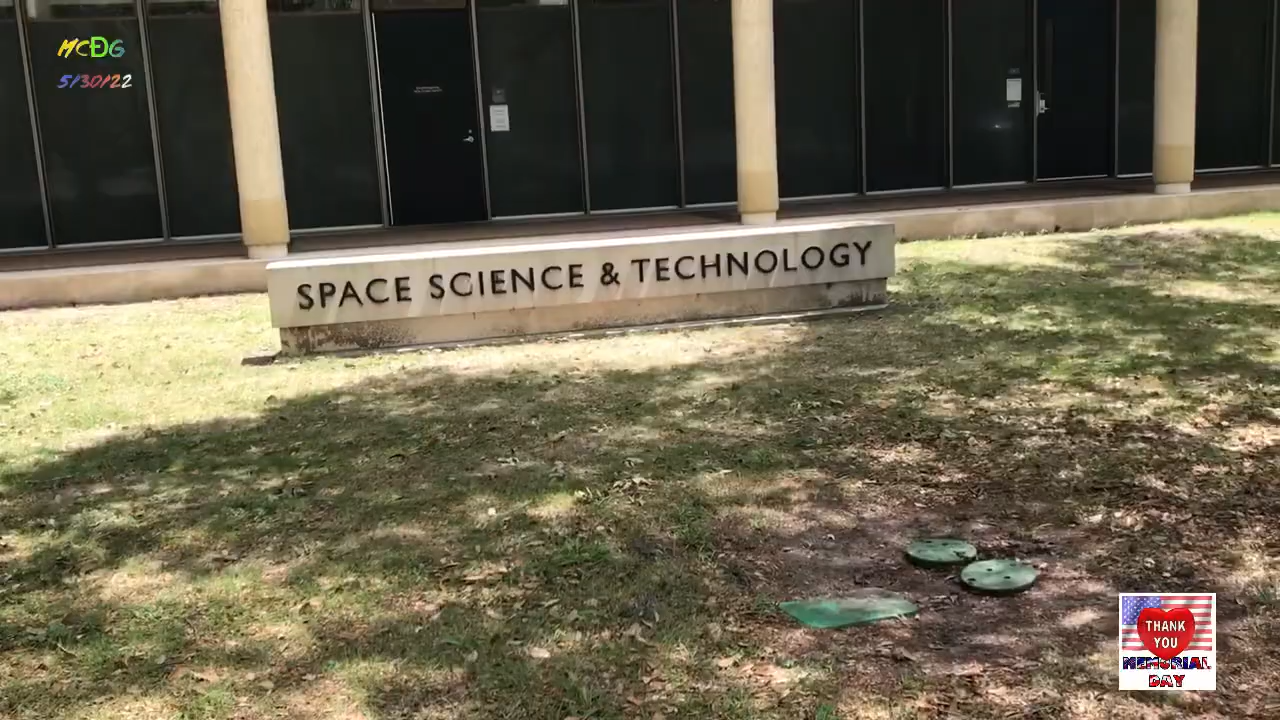 MCDG
5/30/22
SPACE SCIENCE & TECHNOLOGY
THANK
YOU
MEMORIAL
DAY